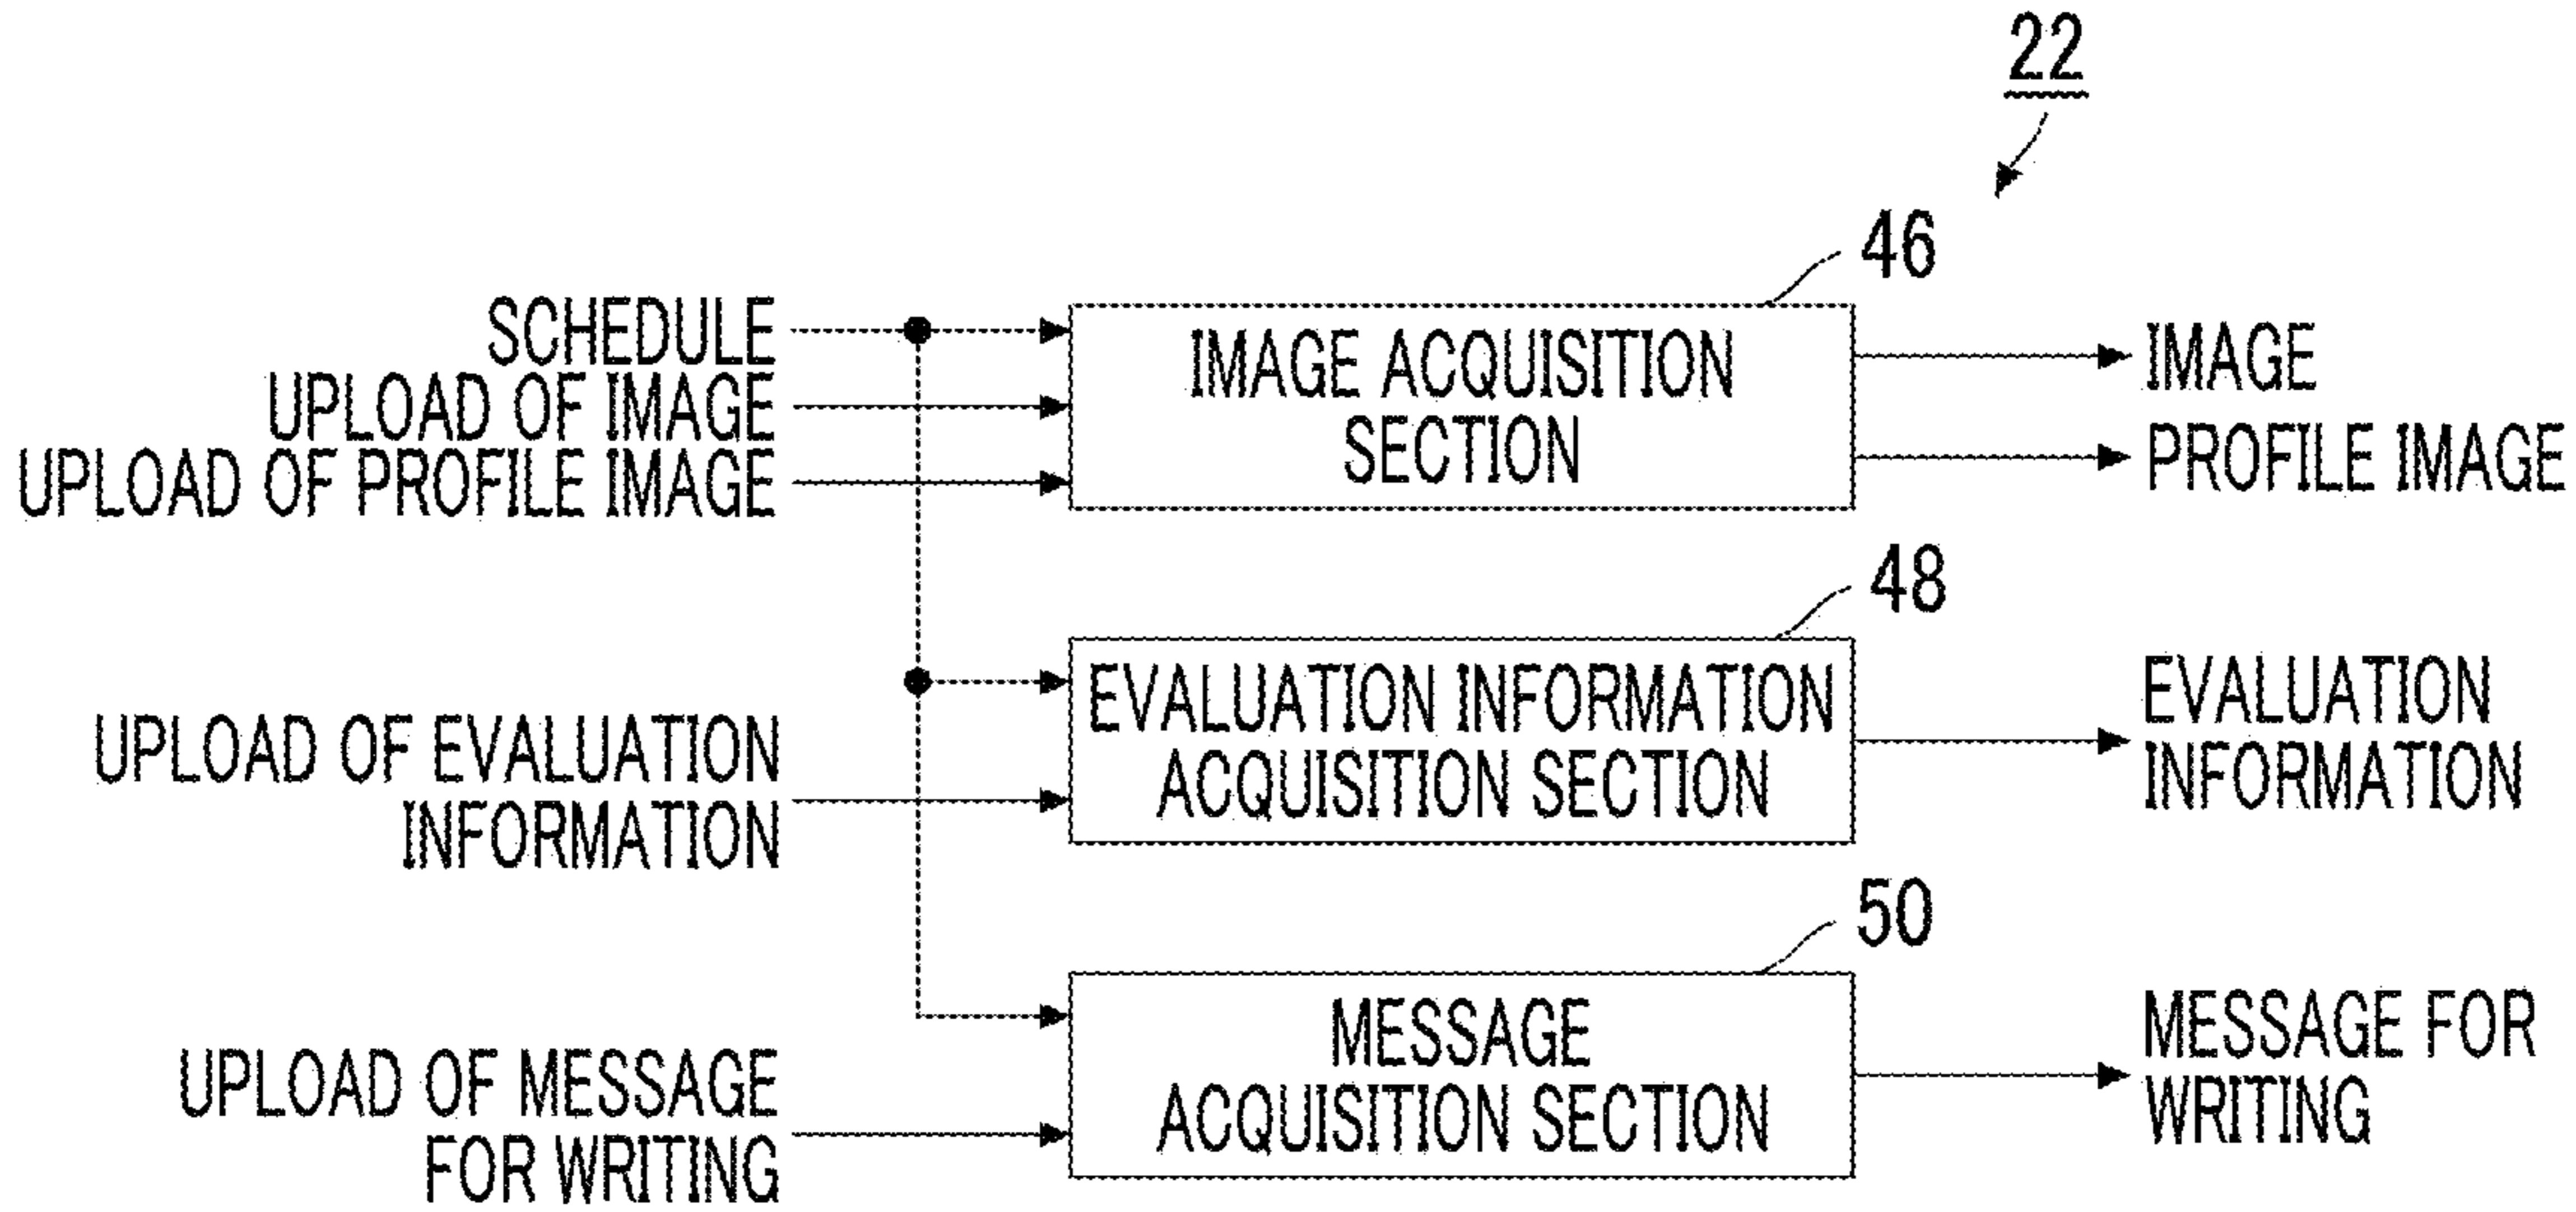 22
46
SCHEDULE
UPLOAD OF IMAGE
UPLOAD OF PROFILE IMAGE
IMAGE ACQUISITION
SECTION
IMAGE
PROFILE IMAGE
48
UPLOAD OF EVALUATION
INFORMATION
EVALUATION INFORMATION
ACQUISITION SECTION
EVALUATION
INFORMATION
50
UPLOAD OF MESSAGE
FOR WRITING
MESSAGE
ACQUISITION SECTION
MESSAGE FOR
WRITING